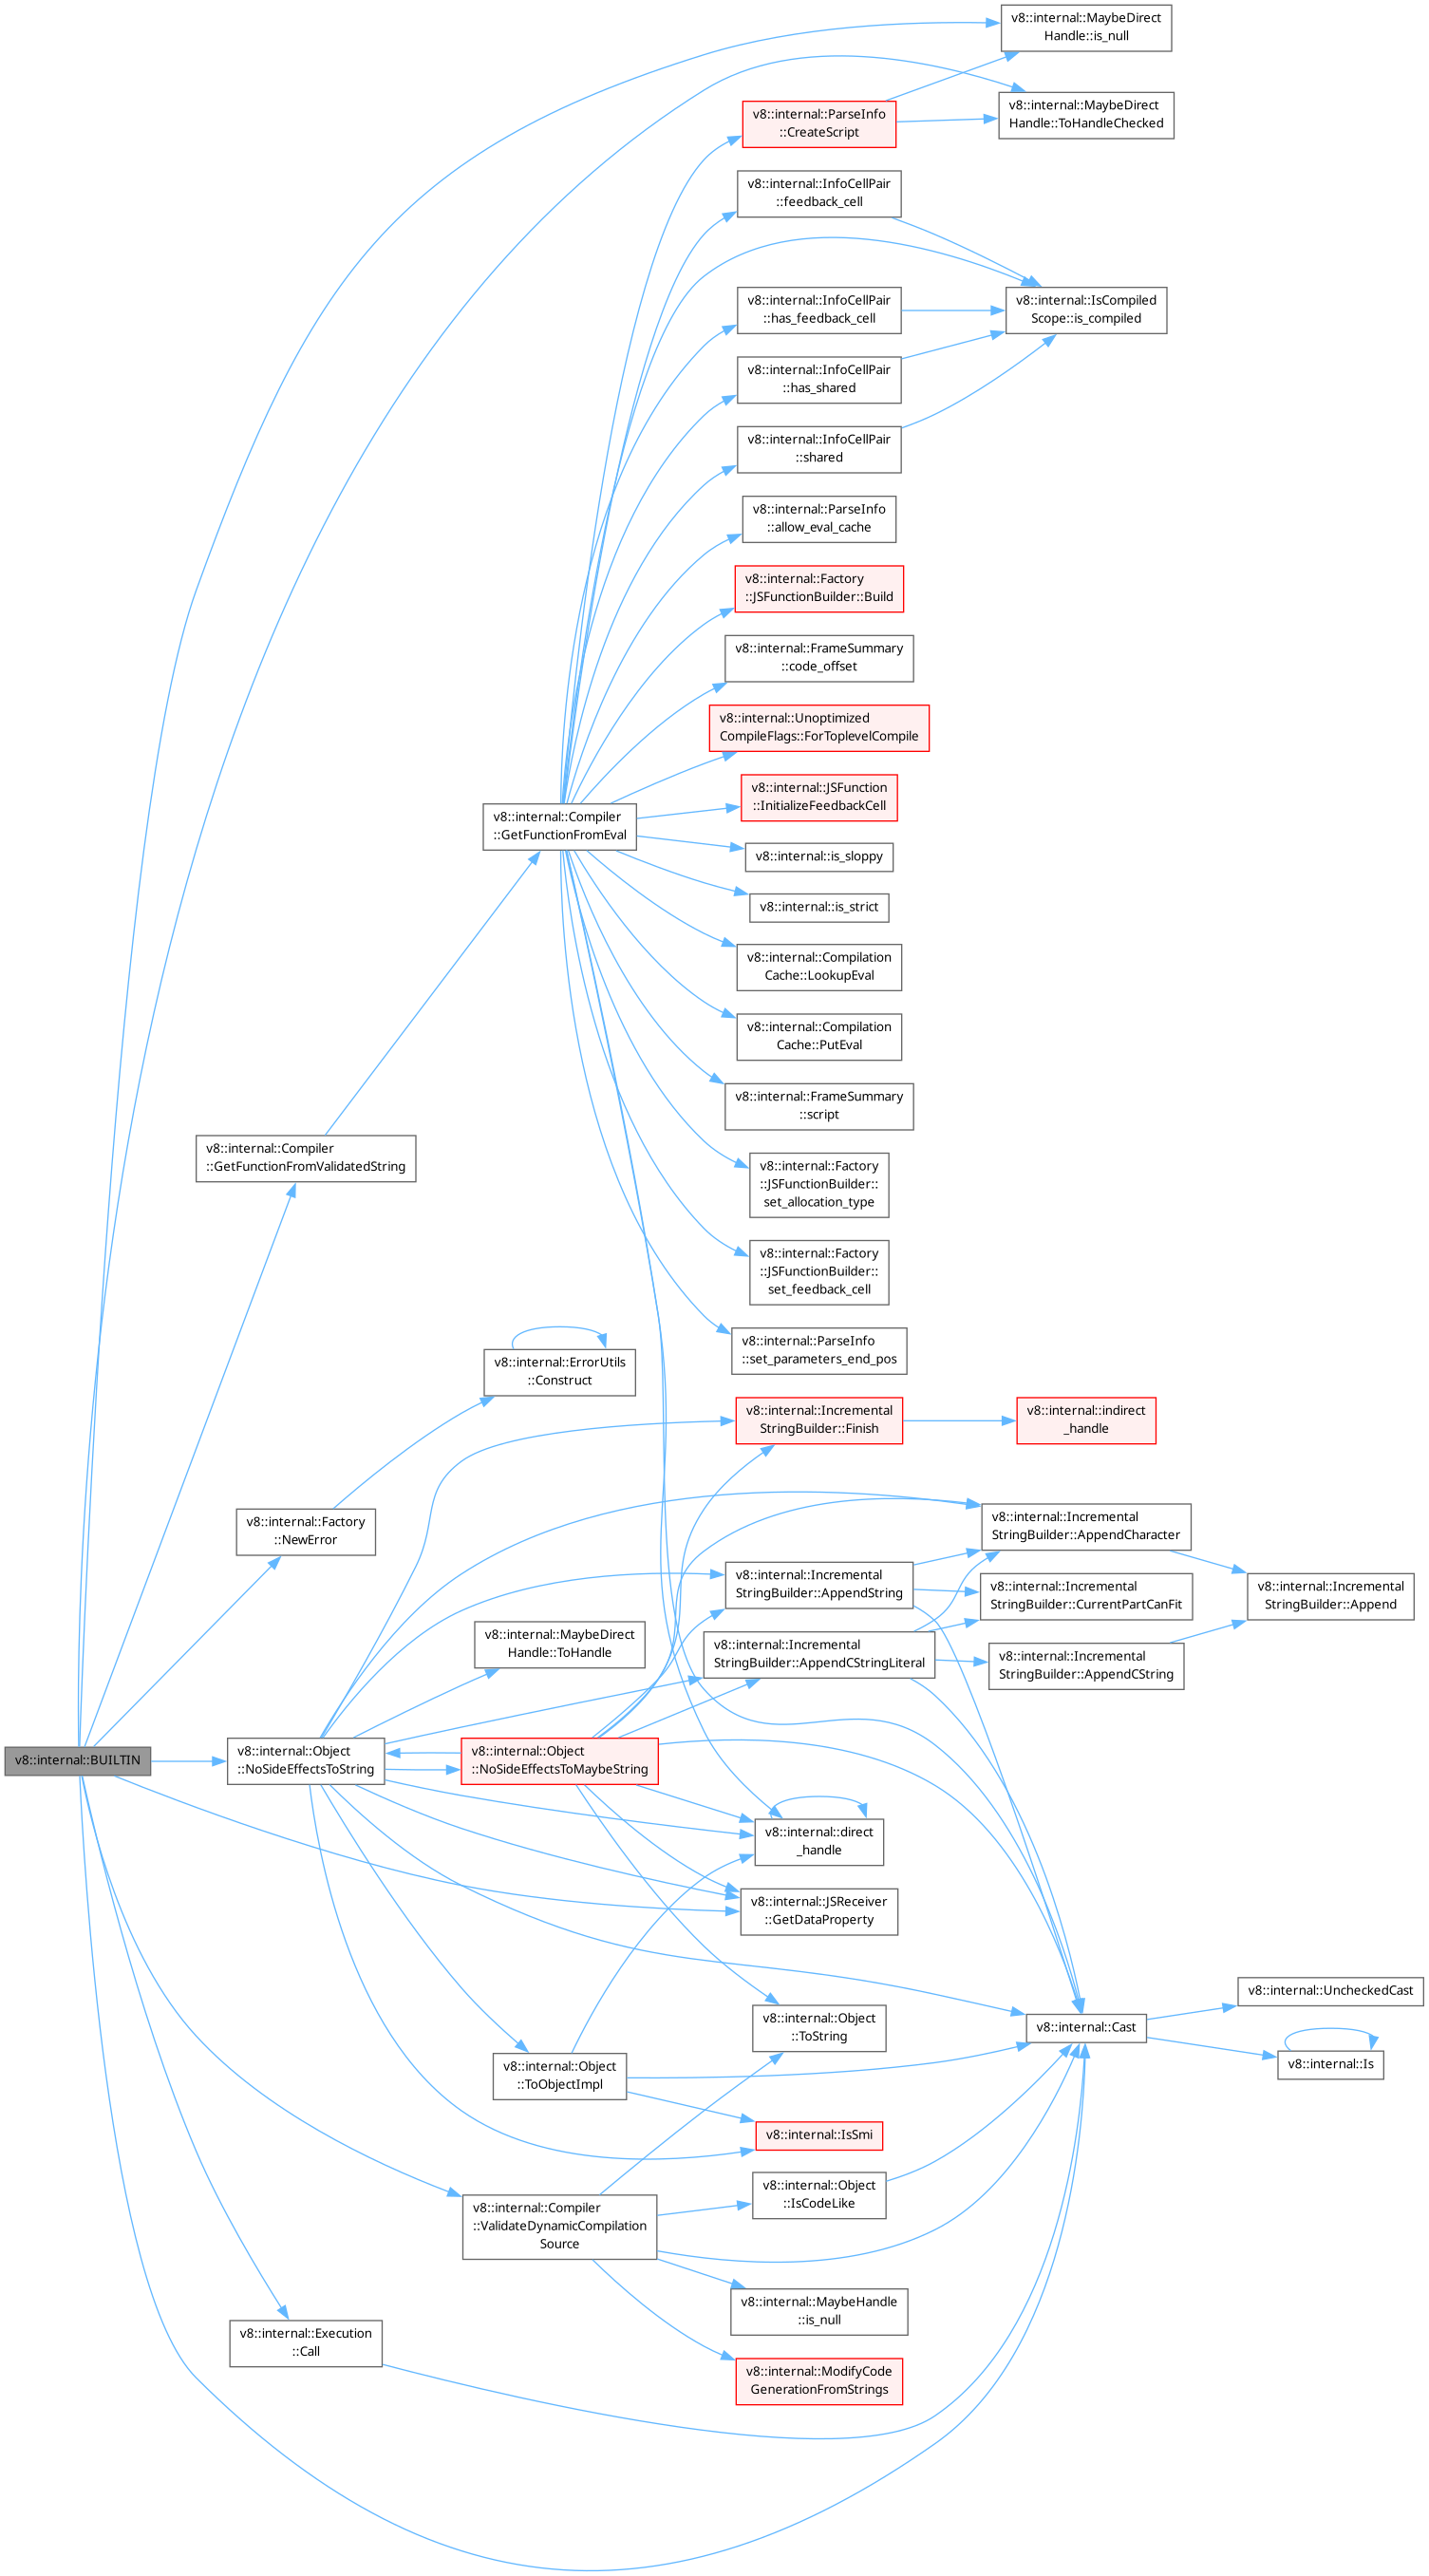 v8::internal::MaybeDirect
Handle::is_null
v8::internal::MaybeDirect
Handle::ToHandleChecked
v8::internal::ParseInfo
::CreateScript
v8::internal::InfoCellPair
::feedback_cell
v8::internal::InfoCellPair
::has_feedback_cell
v8::internal::IsCompiled
Scope::is_compiled
v8::internal::InfoCellPair
::has_shared
v8::internal::InfoCellPair
::shared
v8::internal::ParseInfo
::allow_eval_cache
v8::internal::Factory
::JSFunctionBuilder::Build
v8::internal::FrameSummary
::code_offset
v8::internal::Unoptimized
CompileFlags::ForToplevelCompile
v8::internal::JSFunction
::InitializeFeedbackCell
v8::internal::Compiler
::GetFunctionFromEval
v8::internal::is_sloppy
v8::internal::is_strict
v8::internal::Compilation
Cache::LookupEval
v8::internal::Compilation
Cache::PutEval
v8::internal::FrameSummary
::script
v8::internal::Compiler
::GetFunctionFromValidatedString
v8::internal::Factory
::JSFunctionBuilder::
set_allocation_type
v8::internal::Factory
::JSFunctionBuilder::
set_feedback_cell
v8::internal::ParseInfo
::set_parameters_end_pos
v8::internal::ErrorUtils
::Construct
v8::internal::Incremental
StringBuilder::Finish
v8::internal::indirect
_handle
v8::internal::Factory
::NewError
v8::internal::Incremental
StringBuilder::AppendCharacter
v8::internal::Incremental
StringBuilder::AppendString
v8::internal::Incremental
StringBuilder::CurrentPartCanFit
v8::internal::Incremental
StringBuilder::Append
v8::internal::MaybeDirect
Handle::ToHandle
v8::internal::Incremental
StringBuilder::AppendCStringLiteral
v8::internal::Incremental
StringBuilder::AppendCString
v8::internal::BUILTIN
v8::internal::Object
::NoSideEffectsToString
v8::internal::Object
::NoSideEffectsToMaybeString
v8::internal::direct
_handle
v8::internal::JSReceiver
::GetDataProperty
v8::internal::UncheckedCast
v8::internal::Object
::ToString
v8::internal::Cast
v8::internal::Is
v8::internal::Object
::ToObjectImpl
v8::internal::IsSmi
v8::internal::Object
::IsCodeLike
v8::internal::Compiler
::ValidateDynamicCompilation
Source
v8::internal::MaybeHandle
::is_null
v8::internal::Execution
::Call
v8::internal::ModifyCode
GenerationFromStrings